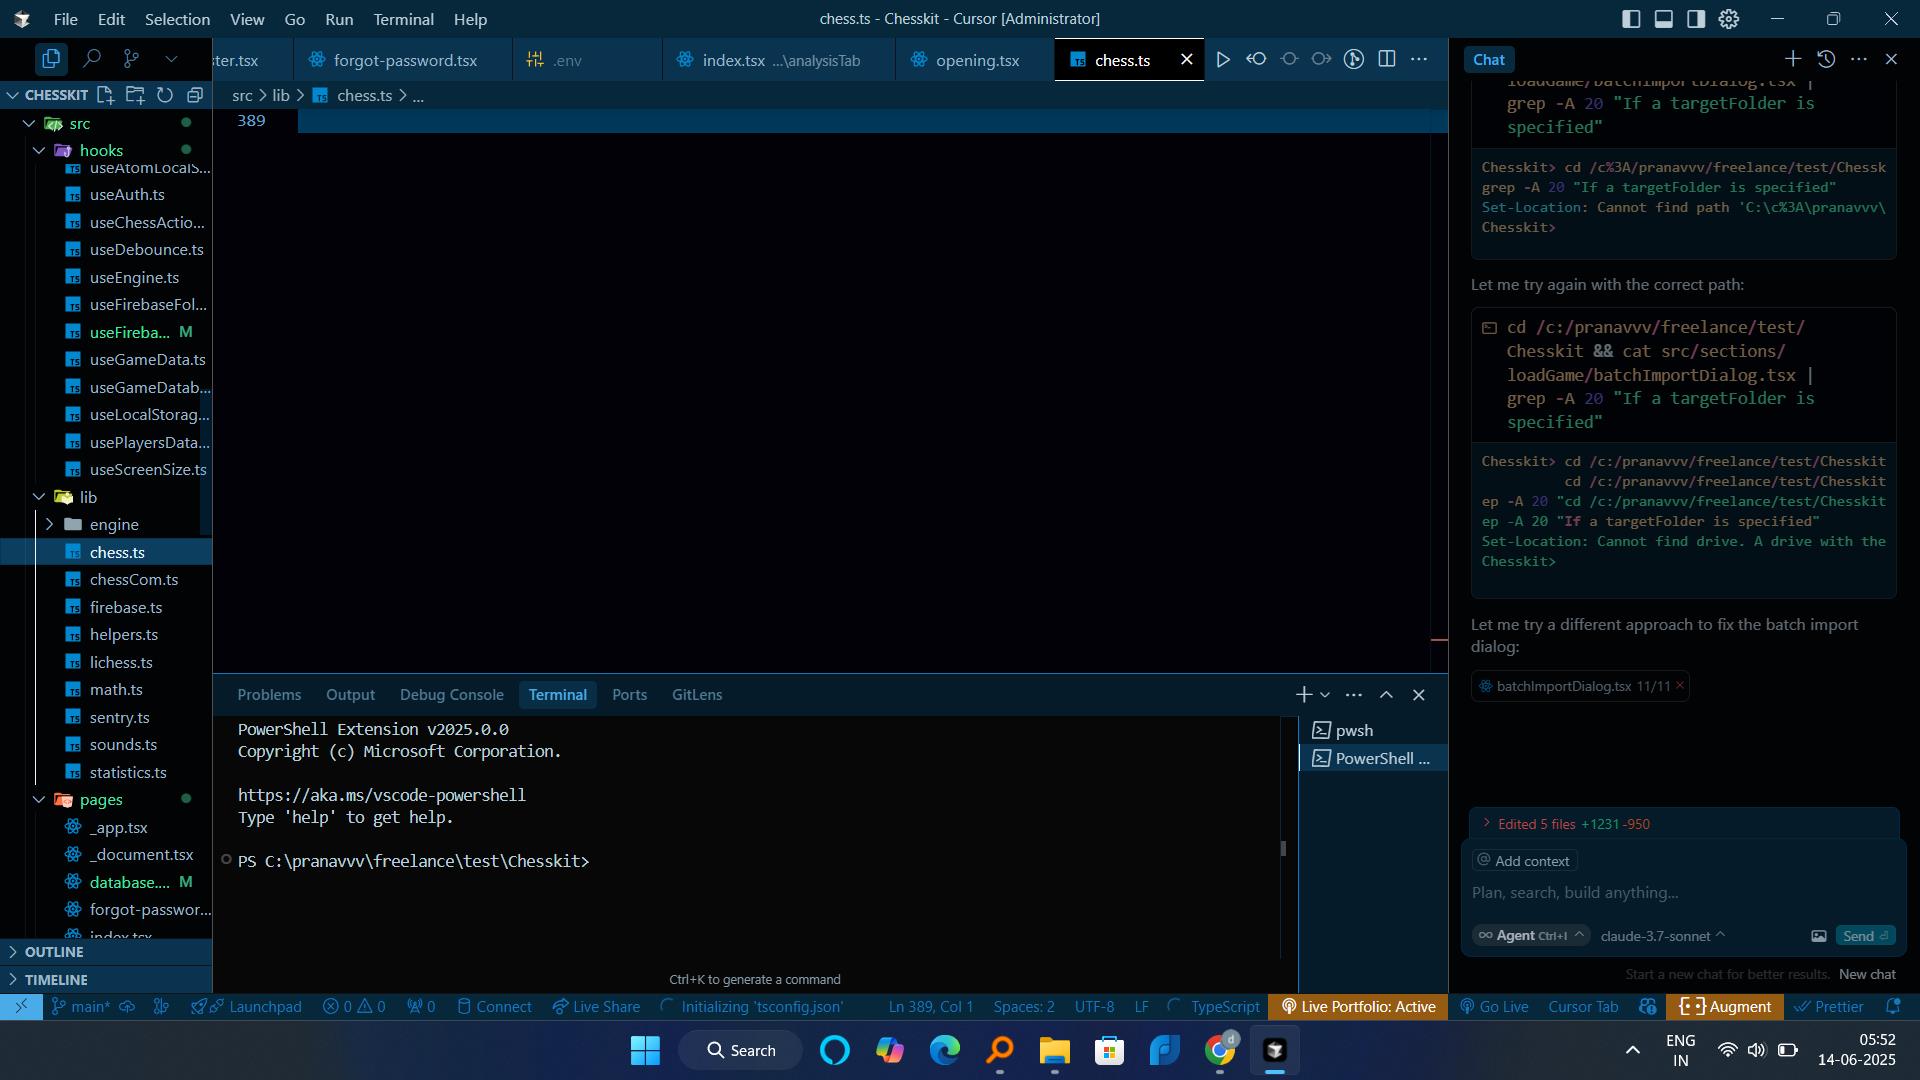 File Edit Selection View Go Run Terminal Help
chess.ts - Chesskit - Cursor [Administrator]
CHESSKIT
src
hooks
useAtomLocalS...
useAuth.ts
useChessActio...
useDebounce.ts
useEngine.ts
useFirebaseFol...
useFireba... M
useGameData.ts
useGameDatab...
useLocalStorag...
usePlayersData...
useScreenSize.ts
lib
engine
chess.ts
chessCom.ts
firebase.ts
helpers.ts
lichess.ts
math.ts
sentry.ts
sounds.ts
statistics.ts
pages
_app.tsx
_document.tsx
database.... M
forgot-passwor...
index.tsx
OUTLINE
TIMELINE
ster.tsx forgot-password.tsx .env index.tsx ...\analysisTab opening.tsx chess.ts
src > lib > chess.ts > ...
389
Problems Output Debug Console Terminal Ports GitLens
PowerShell Extension v2025.0.0
Copyright (c) Microsoft Corporation.
https://aka.ms/vscode-powershell
Type 'help' to get help.
PS C:\pranavvv\freelance\test\Chesskit>
Ctrl+K to generate a command
pwsh
PowerShell ...
Chat
loadGame/batchImportDialog.tsx |
grep -A 20 "If a targetFolder is
specified"
Chesskit> cd /c%3A/pranavvv/freelance/test/Chessk
grep -A 20 "If a targetFolder is specified"
Set-Location: Cannot find path 'C:\c%3A\pranavvv\
Chesskit>
Let me try again with the correct path:
cd /c:/pranavvv/freelance/test/
Chesskit && cat src/sections/
loadGame/batchImportDialog.tsx |
grep -A 20 "If a targetFolder is
specified"
Chesskit> cd /c:/pranavvv/freelance/test/Chesskit
cd /c:/pranavvv/freelance/test/Chesskit
ep -A 20 "cd /c:/pranavvv/freelance/test/Chesskit
ep -A 20 "If a targetFolder is specified"
Set-Location: Cannot find drive. A drive with the
Chesskit>
Let me try a different approach to fix the batch import
dialog:
batchImportDialog.tsx 11/11
Edited 5 files +1231 -950
@ Add context
Plan, search, build anything...
Agent Ctrl+I claude-3.7-sonnet Send
Start a new chat for better results. New chat
main* Launchpad 0 0 0 Connect Live Share Initializing 'tsconfig.json' Ln 389, Col 1 Spaces: 2 UTF-8 LF TypeScript Live Portfolio: Active Go Live Cursor Tab Augment Prettier
Search
d
ENG
IN
05:52
14-06-2025